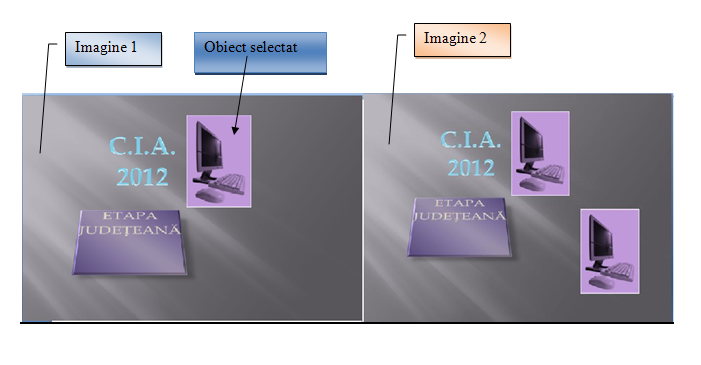 Imagine 1
Obiect selectat
Imagine 2
C.I.A.
2012
ETAPA
JUDEȚEANĂ
C.I.A.
2012
ETAPA
JUDEȚEANĂ